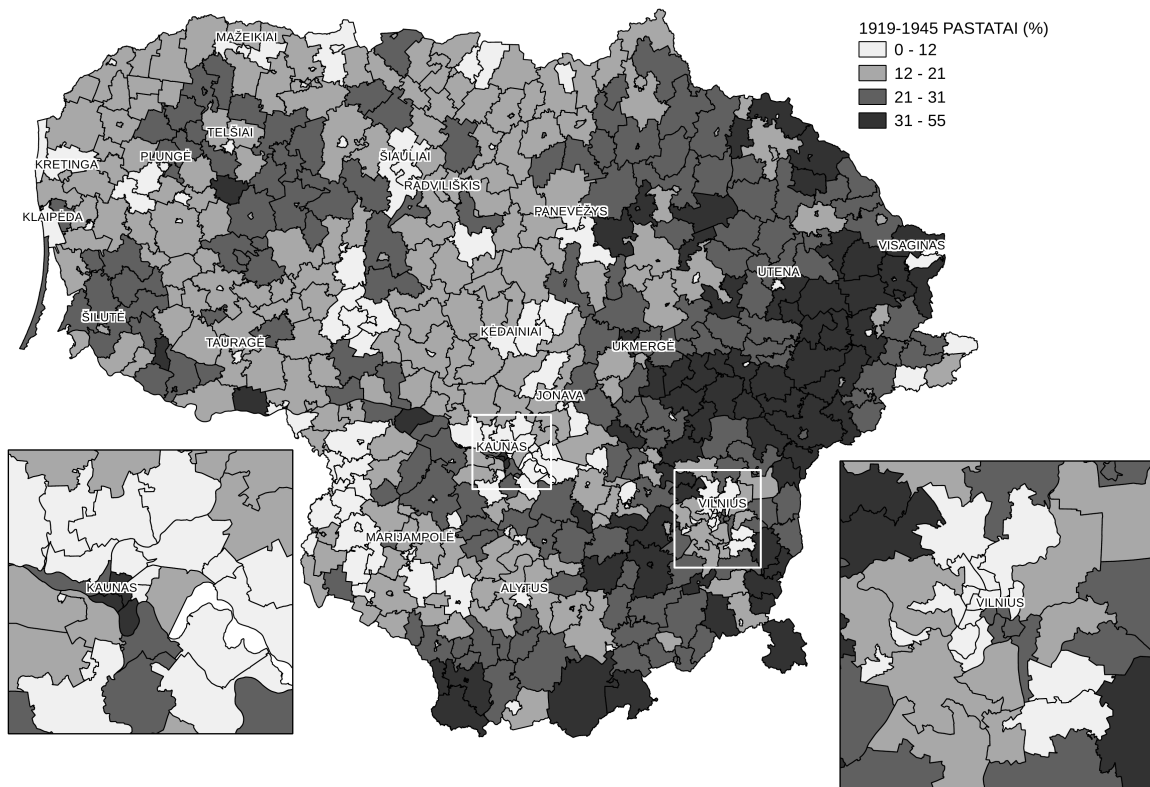 1919-1945 PASTATAI (%)
0 - 12
12 - 21
21 - 31
31 - 55
MAŽEIKIAI
TELŠIAI
KRETINGA
PLUNGĖ
ŠIAULIAI
RADVILIŠKIS
KLAIPĖDA
PANEVĖŽYS
VISAGINAS
UTENA
ŠILUTĖ
TAURAGĖ
KĖDAINIAI
UKMERGĖ
JONAVA
KAUNAS
VILNIUS
MARIJAMPOLĖ
ALYTUS
KAUNAS
VILNIUS